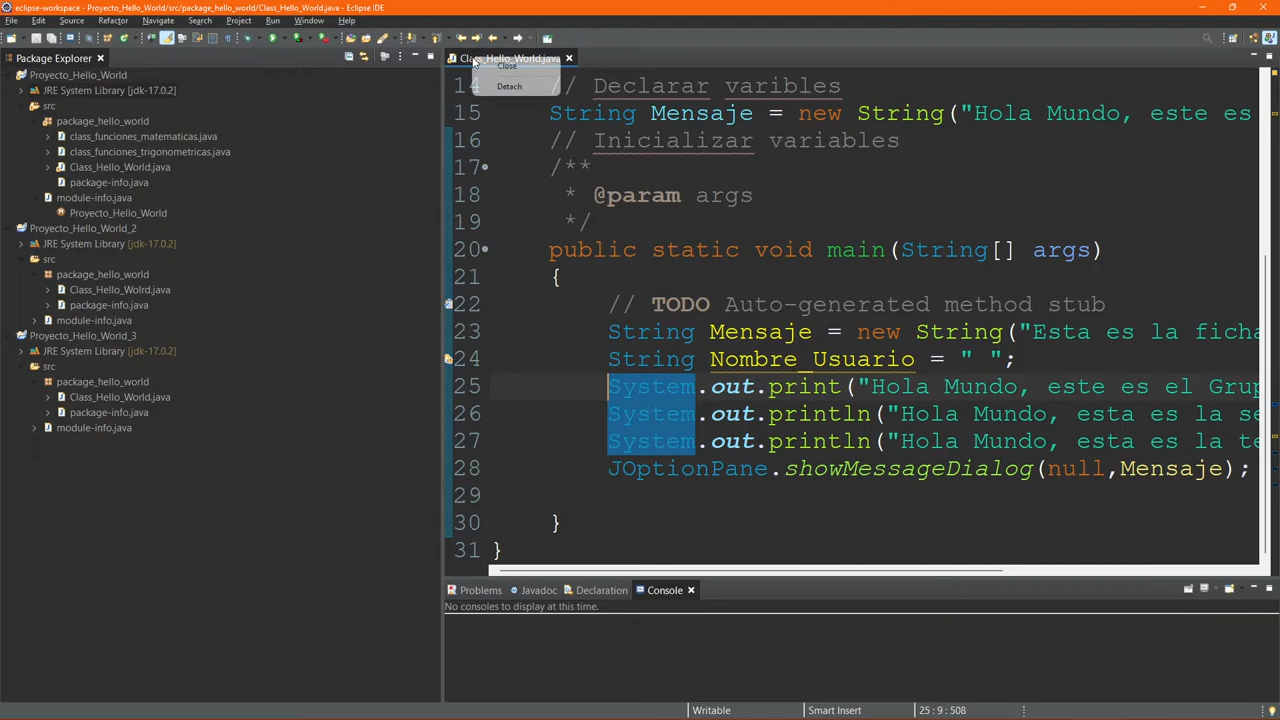 eclipse-workspace - Proyecto_Hello_World/src/package_hello_world/Class_Hello_World.java - Eclipse IDE
File Edit Source Refactor Navigate Search Project Run Window Help
Package Explorer
Proyecto_Hello_World
JRE System Library [jdk-17.0.2]
src
package_hello_world
class_funciones_matematicas.java
class_funciones_trigonometricas.java
Class_Hello_World.java
package-info.java
module-info.java
Proyecto_Hello_World
Proyecto_Hello_World_2
JRE System Library [jdk-17.0.2]
src
package_hello_world
Class_Hello_Wolrd.java
package-info.java
module-info.java
Proyecto_Hello_World_3
JRE System Library [jdk-17.0.2]
src
package_hello_world
Class_Hello_World.java
package-info.java
module-info.java
Class_Hello_World.java
Close
Detach
14 // Declarar varibles
15 String Mensaje = new String("Hola Mundo, este es
16 // Inicializar variables
17 /**
18 * @param args
19 */
20 public static void main(String[] args)
21 {
22 // TODO Auto-generated method stub
23 String Mensaje = new String("Esta es la ficha
24 String Nombre_Usuario = " ";
25 System.out.print("Hola Mundo, este es el Grup
26 System.out.println("Hola Mundo, esta es la se
27 System.out.println("Hola Mundo, esta es la te
28 JOptionPane.showMessageDialog(null,Mensaje);
29
30 }
31 }
Problems Javadoc Declaration Console
No consoles to display at this time.
Writable Smart Insert 25 : 9 : 508